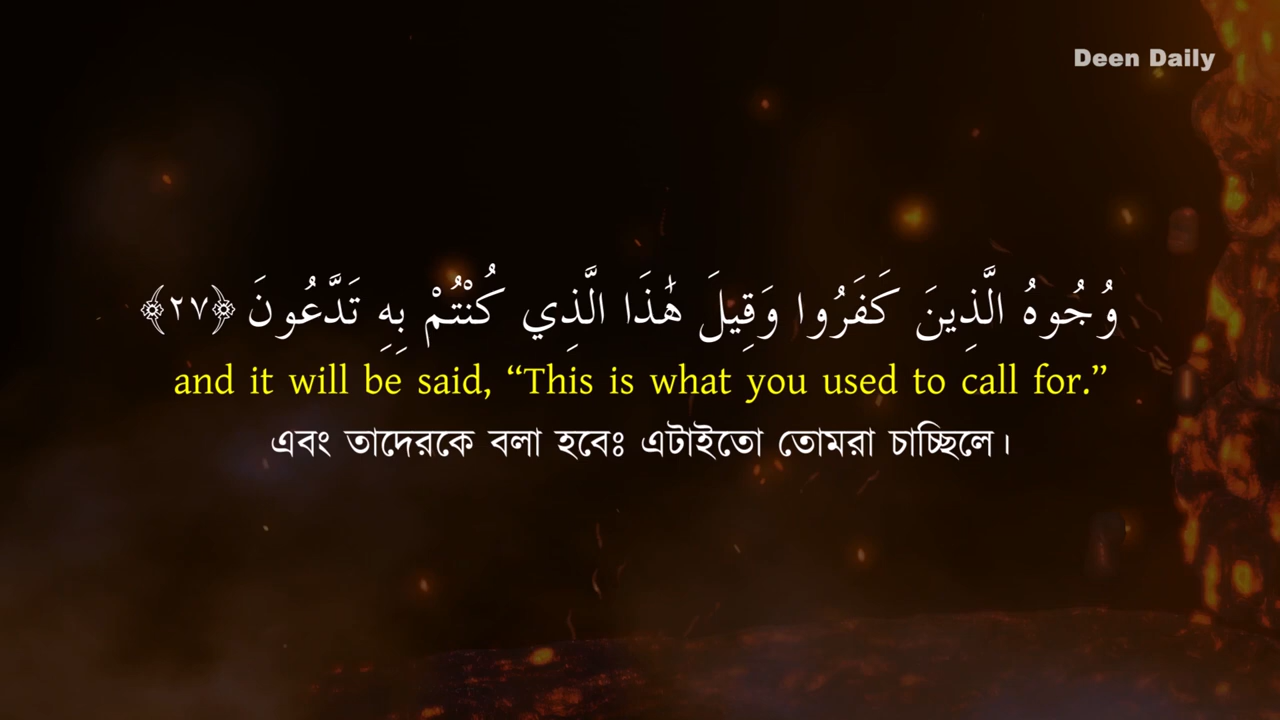 Deen Daily
وُجُوهُ الَّذِينَ كَفَرُوا وَقِيلَ هَٰذَا الَّذِي كُنْتُمْ بِهِ تَدَّعُونَ ﴿٢٧﴾
and it will be said, “This is what you used to call for.”
এবং তাদেরকে বলা হবেঃ এটাইতো তোমরা চাচ্ছিলে।